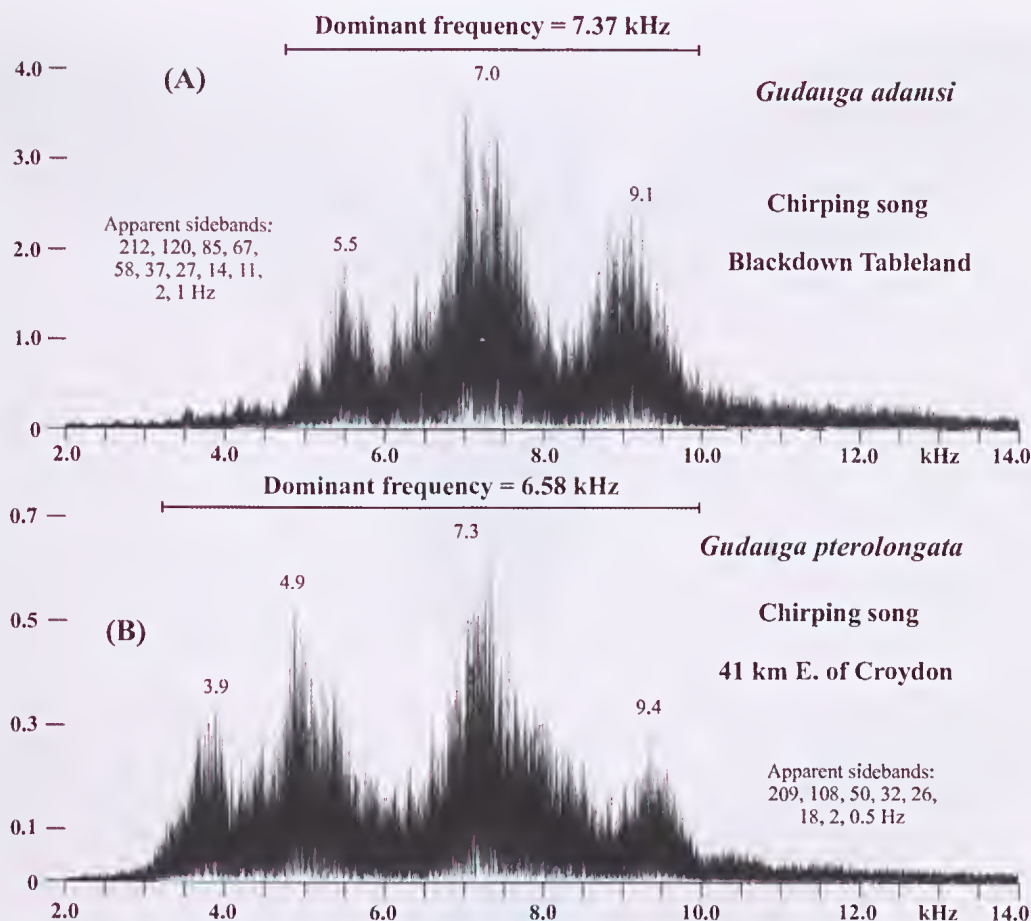 Dominant frequency = 7.37 kHz
4.0
(A)
7.0
Gudauga adamsi
3.0
9.1
Chirping song
Apparent sidebands:
212, 120, 85, 67,
58, 37, 27, 14, 11,
2, 1 Hz
2.0
5.5
Blackdown Tableland
1.0
0
2.0 4.0 6.0 8.0 10.0 12.0 kHz 14.0
Dominant frequency = 6.58 kHz
0.7
7.3
Gudauga pterolongata
4.9
0.5
(B)
Chirping song
41 km E. of Croydon
3.9
9.4
0.3
Apparent sidebands:
209, 108, 50, 32, 26,
18, 2, 0.5 Hz
0.1
0
2.0 4.0 6.0 8.0 10.0 12.0 kHz 14.0